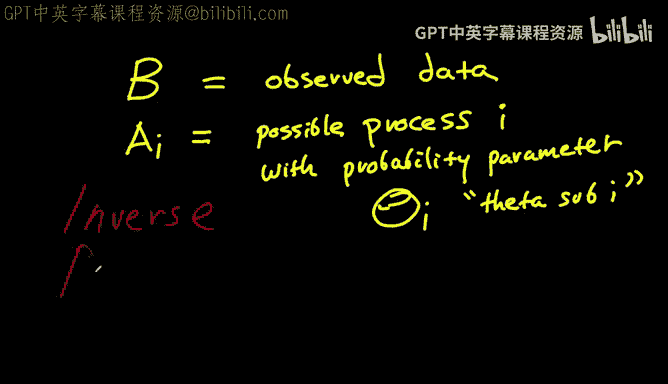 GPT中英字幕课程资源@bilibili.com
GPT中英字幕课程资源 bilibili
B = observed data
Ai = possible process i
with probability parameter
Θi "theta sub i"
Inverse